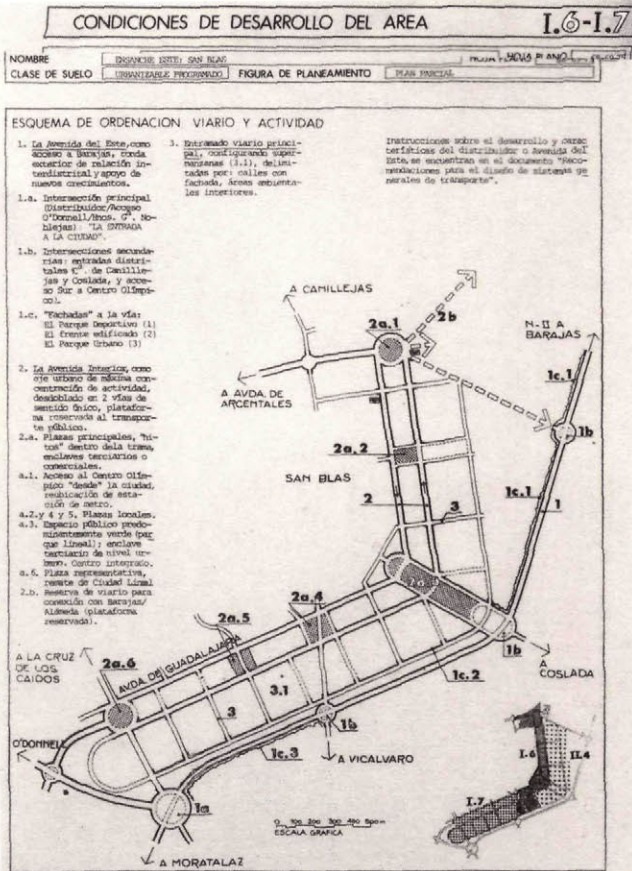 CONDICIONES DE DESARROLLO DEL AREA
I.6-I.7
NOMBRE
ENSANCHE ESTE: SAN BLAS
HOJA PLANO
CLASE DE SUELO
URBANIZABLE PROGRAMADO
FIGURA DE PLANEAMIENTO
PLAN PARCIAL
ESQUEMA DE ORDENACION VIARIO Y ACTIVIDAD
1. La Avenida del Este, como
acceso a Barajas, ronda
exterior de relación in-
terdistrital y apoyo de
nuevos crecimientos.
1.a. Intersección principal
(Distribuidor/Acceso
O'Donnell/Hnos. Gª. No-
blejas): "LA ENTRADA
A LA CIUDAD".
1.b. Intersecciones secunda-
rias: entradas distri-
tales Cª. de Canille-
jas y Coslada, y acce-
so Sur a Centro Olímpi-
co).
1.c. "Fachadas" a la vía:
El Parque Deportivo (1)
El frente edificado (2)
El Parque Urbano (3)
2. La Avenida Interior, como
eje urbano de máxima con-
centración de actividad,
desdoblado en 2 vías de
sentido único, platafor-
ma reservada al transpor-
te público.
2.a. Plazas principales, "hi-
tos" dentro dela trama,
enclaves terciarios o
comerciales.
a.1. Acceso al Centro Olím-
pico "desde" la ciudad,
reubicación de esta-
ción de metro.
a.2.y 4 y 5. Plazas locales.
a.3. Espacio público predo-
minantemente verde (par
que lineal); enclave
terciario de nivel ur-
bano. Centro integrado.
a.6. Plaza representativa,
remate de Ciudad Lineal
2.b. Reserva de viario para
conexión con Barajas/
Alameda (plataforma
reservada).
3. Entramado viario princi-
pal, configurando super-
manzanas (3.1), delimi-
tadas por: calles con
fachada, áreas ambienta-
les interiores.
Instrucciones sobre el desarrollo y carac
terísticas del distribuidor o Avenida del
Este, se encuentran en el documento "Reco-
mendaciones para el diseño de sistemas ge
nerales de transporte".
A CANILLEJAS
2a.1
2b
N-II A
BARAJAS
1c.1
A AVDA. DE
ARCENTALES
1b
2a.2
SAN BLAS
1c.1
2
3
1
2a.3
2a.4
2a.5
1b
A
COSLADA
A LA CRUZ
DE LOS
CAIDOS
2a.6
AVDA. DE GUADALAJARA
1c.2
3.1
3
1b
1c.3
O'DONNELL
A VICALVARO
1a
A MORATALAZ
0 100 200 300 400 500m
ESCALA GRAFICA
I.6
II.4
I.7